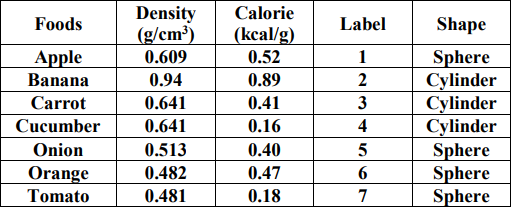 Foods Density (g/cm³) Calorie (kcal/g) Label Shape
Apple 0.609 0.52 1 Sphere
Banana 0.94 0.89 2 Cylinder
Carrot 0.641 0.41 3 Cylinder
Cucumber 0.641 0.16 4 Cylinder
Onion 0.513 0.40 5 Sphere
Orange 0.482 0.47 6 Sphere
Tomato 0.481 0.18 7 Sphere